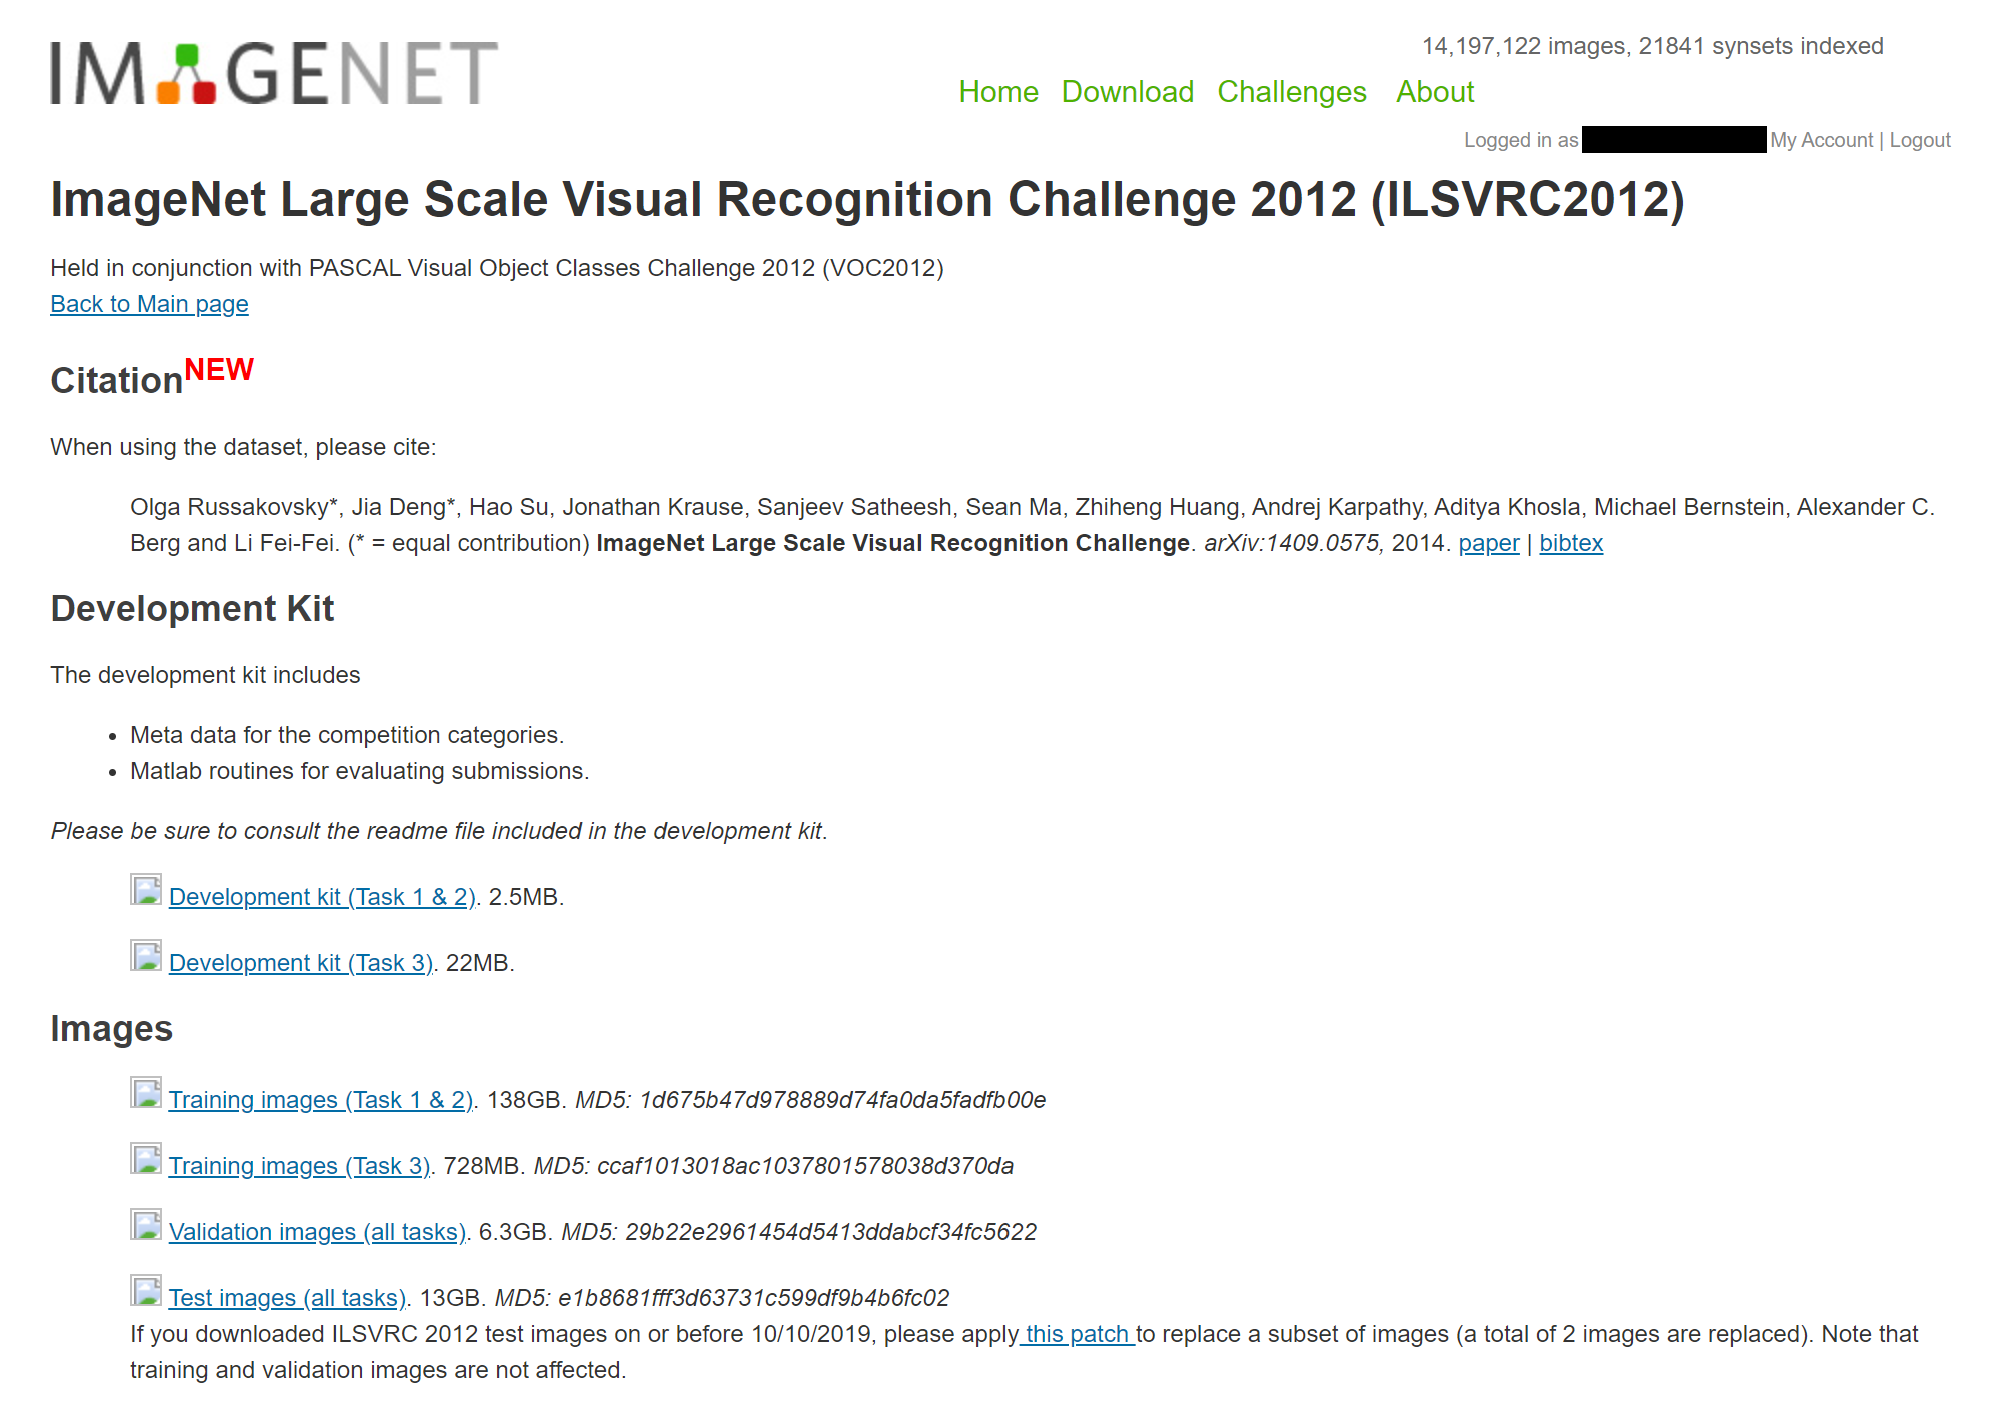 IMAGENET
14,197,122 images, 21841 synsets indexed
Home Download Challenges About
Logged in as My Account | Logout
ImageNet Large Scale Visual Recognition Challenge 2012 (ILSVRC2012)
Held in conjunction with PASCAL Visual Object Classes Challenge 2012 (VOC2012)
Back to Main page
CitationNEW
When using the dataset, please cite:
Olga Russakovsky*, Jia Deng*, Hao Su, Jonathan Krause, Sanjeev Satheesh, Sean Ma, Zhiheng Huang, Andrej Karpathy, Aditya Khosla, Michael Bernstein, Alexander C.
Berg and Li Fei-Fei. (* = equal contribution) ImageNet Large Scale Visual Recognition Challenge. arXiv:1409.0575, 2014. paper | bibtex
Development Kit
The development kit includes
• Meta data for the competition categories.
• Matlab routines for evaluating submissions.
Please be sure to consult the readme file included in the development kit.
Development kit (Task 1 & 2). 2.5MB.
Development kit (Task 3). 22MB.
Images
Training images (Task 1 & 2). 138GB. MD5: 1d675b47d978889d74fa0da5fadfb00e
Training images (Task 3). 728MB. MD5: ccaf1013018ac1037801578038d370da
Validation images (all tasks). 6.3GB. MD5: 29b22e2961454d5413ddabcf34fc5622
Test images (all tasks). 13GB. MD5: e1b8681fff3d63731c599df9b4b6fc02
If you downloaded ILSVRC 2012 test images on or before 10/10/2019, please apply this patch to replace a subset of images (a total of 2 images are replaced). Note that
training and validation images are not affected.